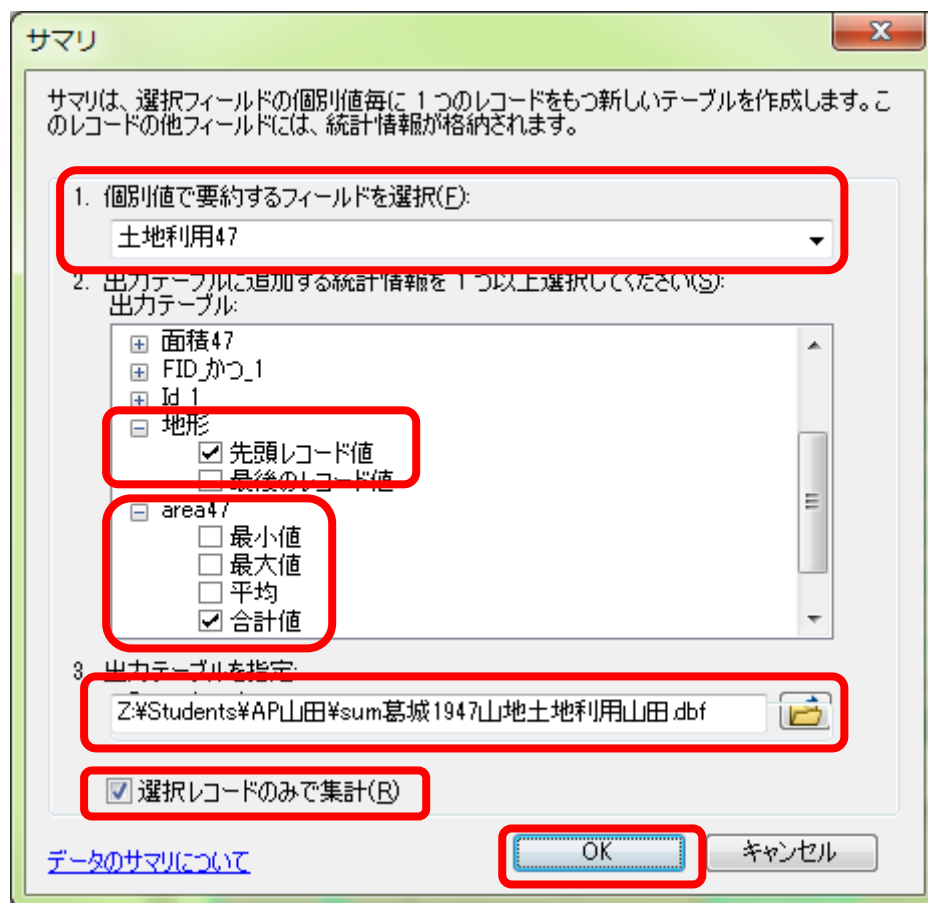 サマリ
サマリは、選択フィールドの個別値毎に 1 つのレコードをもつ新しいテーブルを作成します。こ
のレコードの他フィールドには、統計情報が格納されます。
1. 個別値で要約するフィールドを選択(F):
土地利用47
2. 出力テーブルに追加する統計情報を 1 つ以上選択してください(S):
出力テーブル:
面積47
FID_かつ_1
Id_1
地形
先頭レコード値
最後のレコード値
area47
最小値
最大値
平均
合計値
3. 出力テーブルを指定:
Z:¥Students¥AP山田¥sum葛城1947山地土地利用山田.dbf
選択レコードのみで集計(R)
データのサマリについて
OK
キャンセル